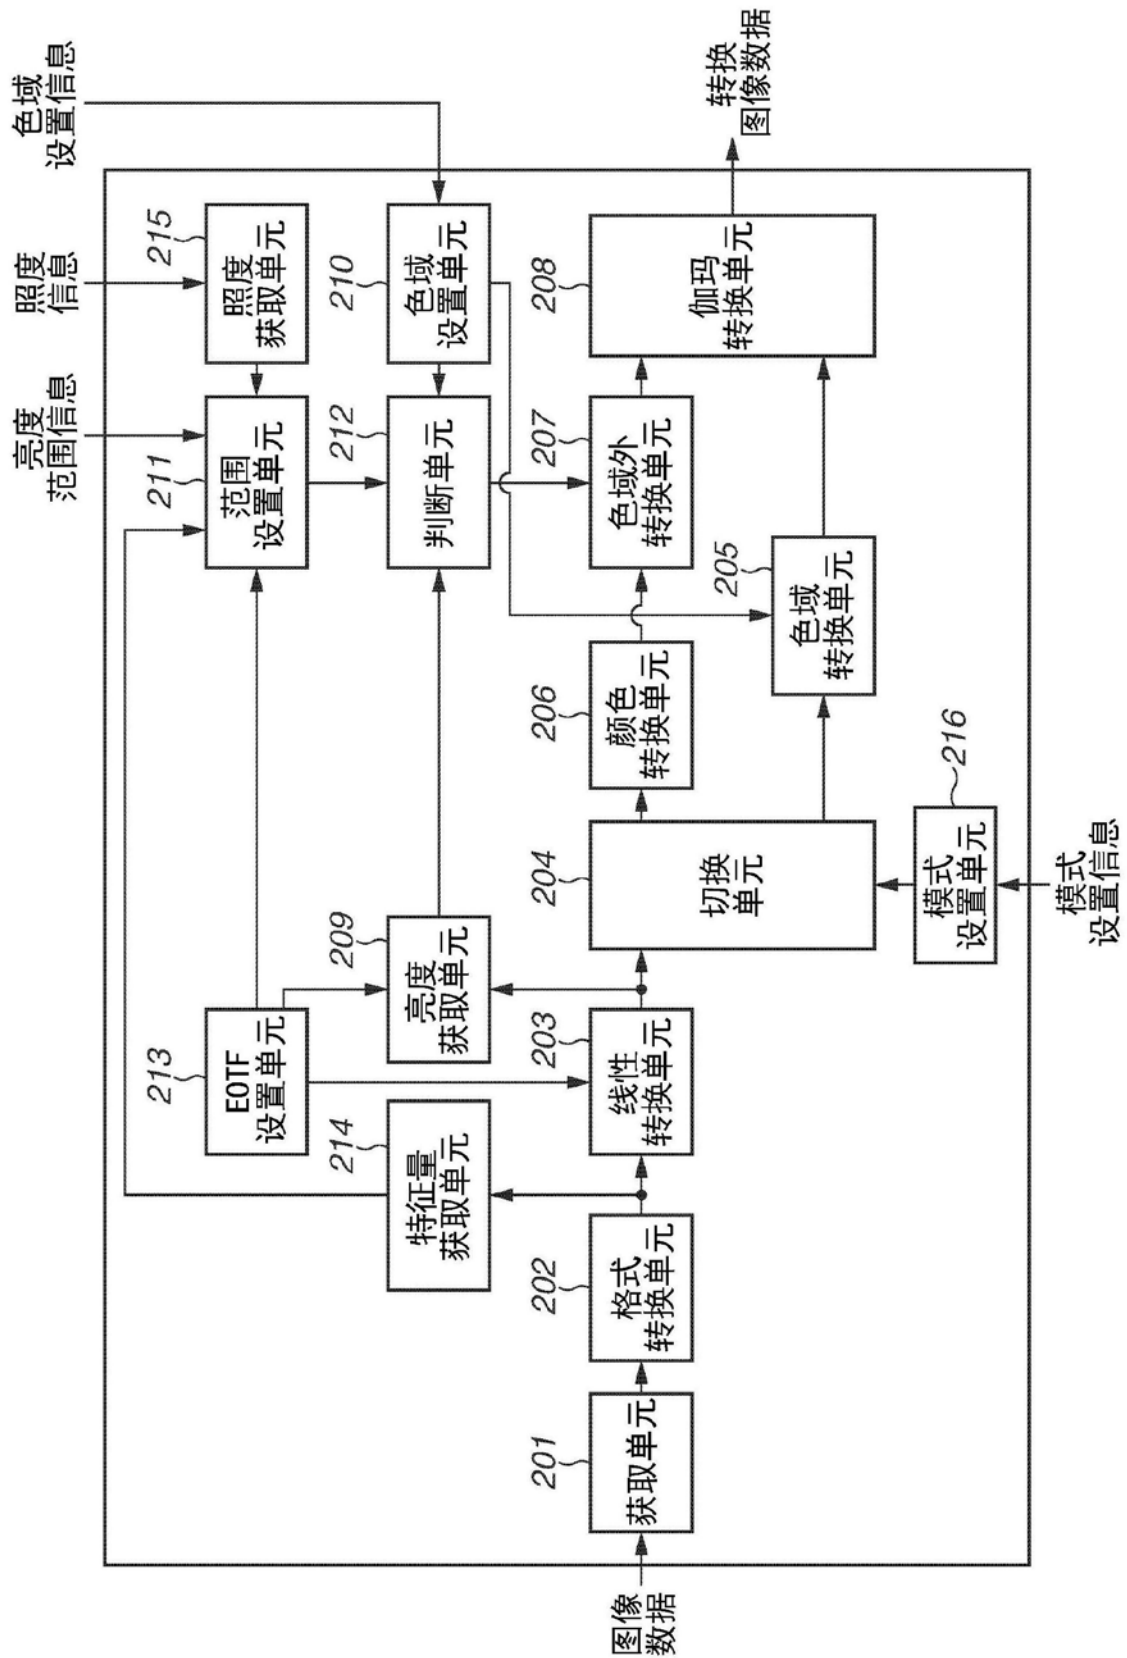 亮度
范围信息
照度
信息
色域
设置信息
213
EOTF
设置单元
211
范围
设置单元
215
照度
获取单元
214
特征量
获取单元
209
亮度
获取单元
212
判断单元
210
色域
设置单元
图像
数据
201
获取单元
202
格式
转换单元
203
线性
转换单元
204
切换
单元
206
颜色
转换单元
207
色域外
转换单元
208
伽玛
转换单元
转换
图像数据
205
色域
转换单元
216
模式
设置单元
模式
设置信息